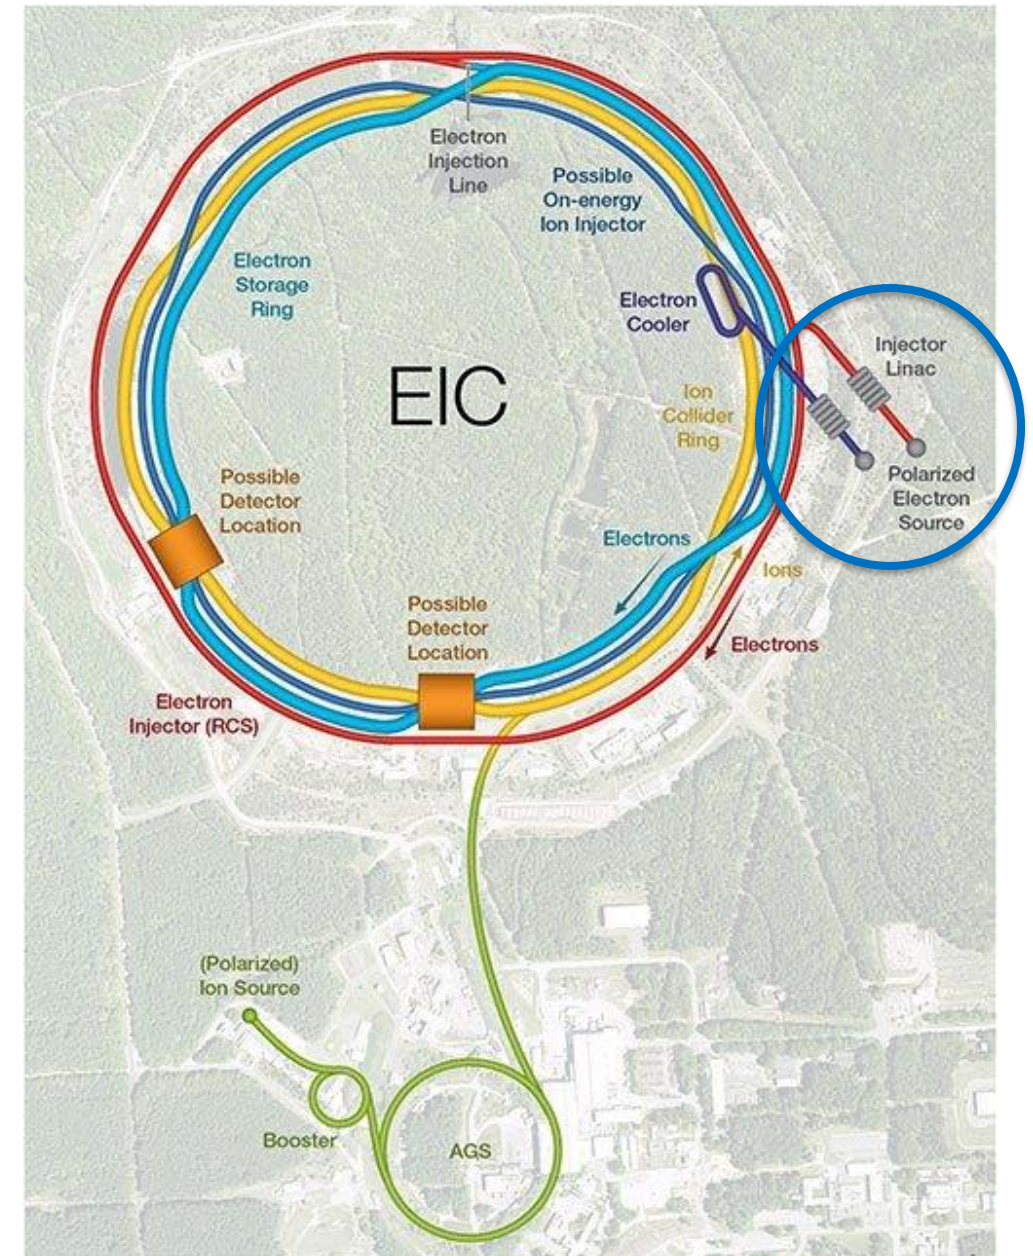 Electron
Injection
Line
Possible
On-energy
Ion Injector
Electron
Storage
Ring
Electron
Cooler
Injector
Linac
EIC
Ion
Collider
Ring
Polarized
Electron
Source
Possible
Detector
Location
Electrons
Ions
Possible
Detector
Location
Electrons
Electron
Injector (RCS)
(Polarized)
Ion Source
Booster
AGS